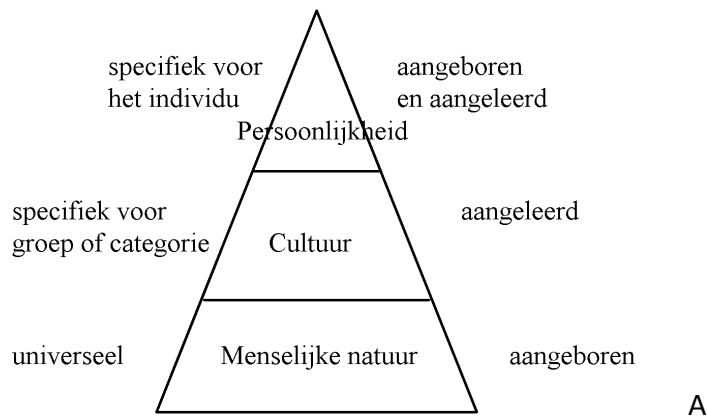 specifiek voor
het individu
aangeboren
en aangeleerd
Persoonlijkheid
specifiek voor
groep of categorie
Cultuur
aangeleerd
universeel
Menselijke natuur
aangeboren
A